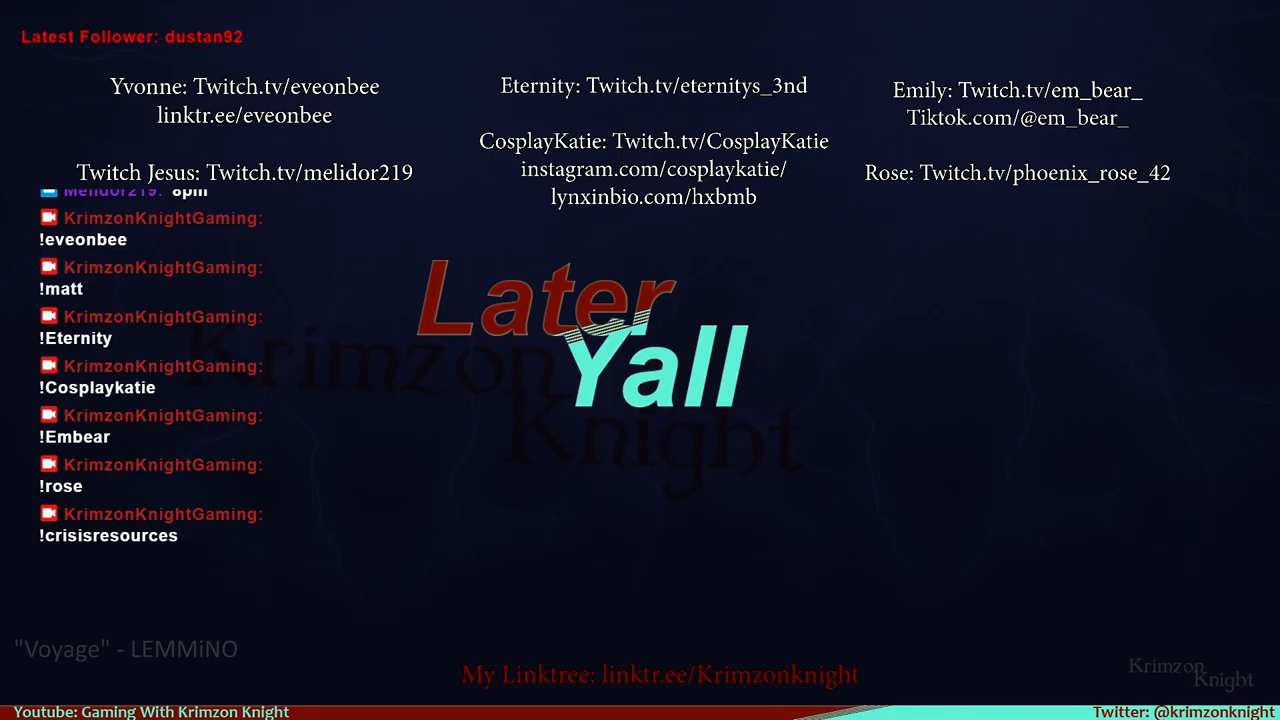 Latest Follower: dustan92
Yvonne: Twitch.tv/eveonbee
linktr.ee/eveonbee
Twitch Jesus: Twitch.tv/melidor219
Eternity: Twitch.tv/eternitys_3nd
CosplayKatie: Twitch.tv/CosplayKatie
instagram.com/cosplaykatie/
lynxinbio.com/hxbmb
Emily: Twitch.tv/em_bear_
Tiktok.com/@em_bear_
Rose: Twitch.tv/phoenix_rose_42
Melidor219: 8pm
KrimzonKnightGaming:
!eveonbee
KrimzonKnightGaming:
!matt
KrimzonKnightGaming:
!Eternity
KrimzonKnightGaming:
!Cosplaykatie
KrimzonKnightGaming:
!Embear
KrimzonKnightGaming:
!rose
KrimzonKnightGaming:
!crisisresources
Later
Yall
Krimzon
Knight
"Voyage" - LEMMiNO
My Linktree: linktr.ee/Krimzonknight
Krimzon
Knight
Youtube: Gaming With Krimzon Knight
Twitter: @krimzonknight